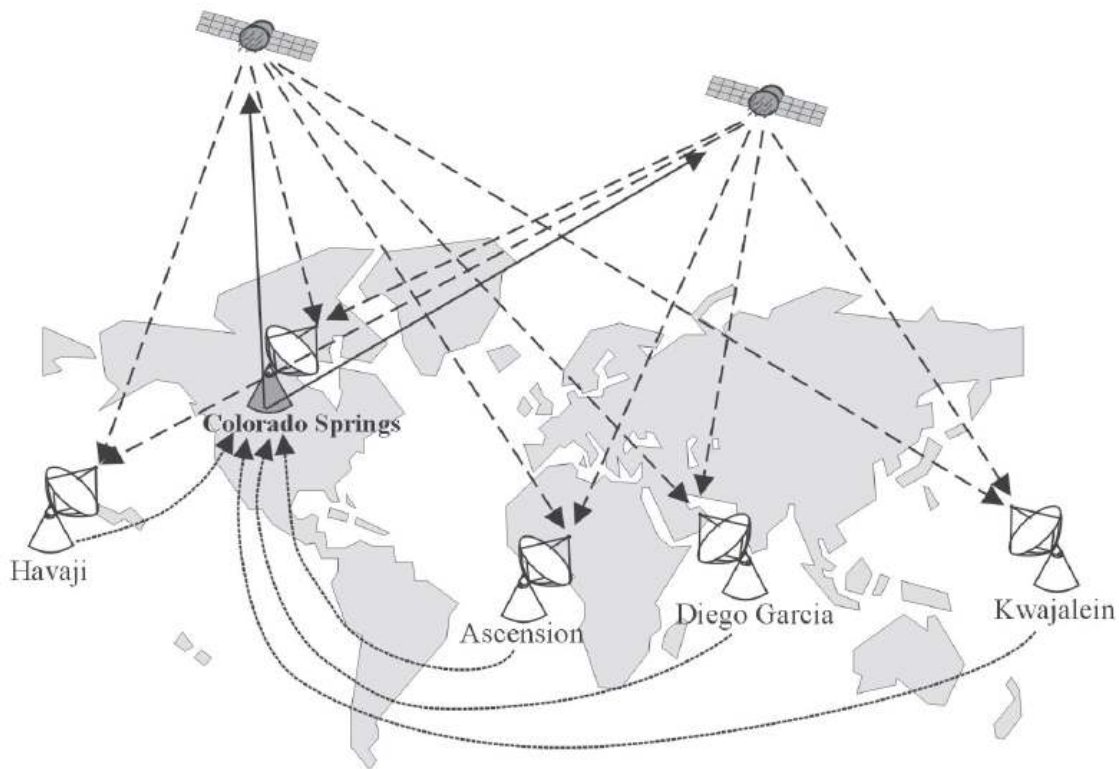 Colorado Springs
Havaji
Ascension
Diego Garcia
Kwajalein